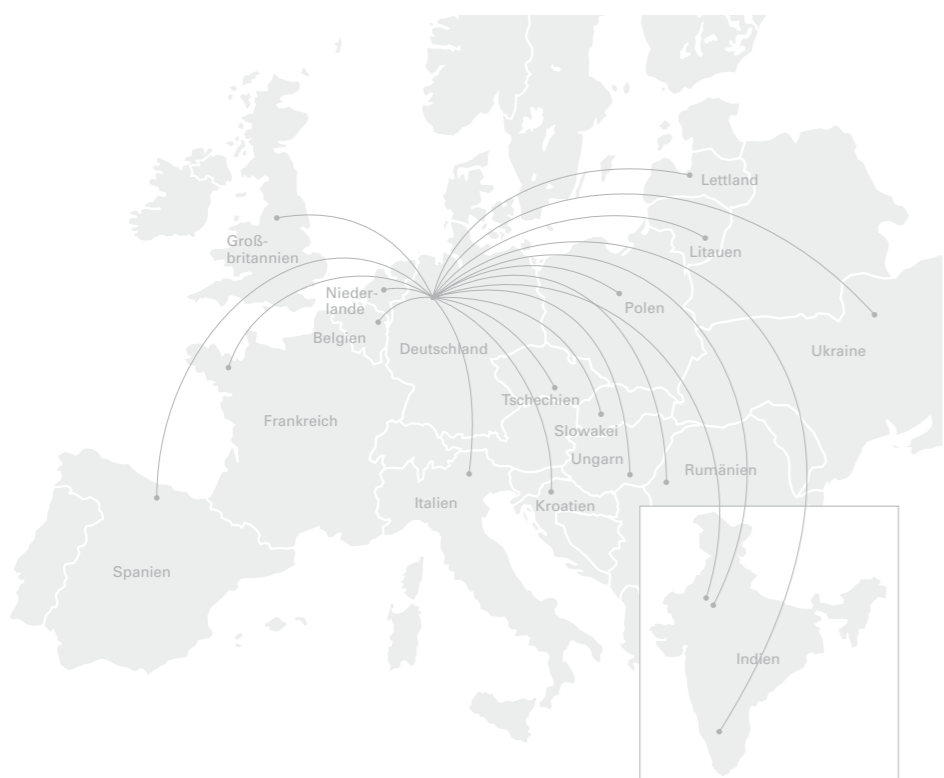 Lettland
Groß-
britannien
Litauen
Nieder-
lande
Polen
Belgien
Deutschland
Ukraine
Tschechien
Frankreich
Slowakei
Ungarn
Rumänien
Italien
Kroatien
Spanien
Indien